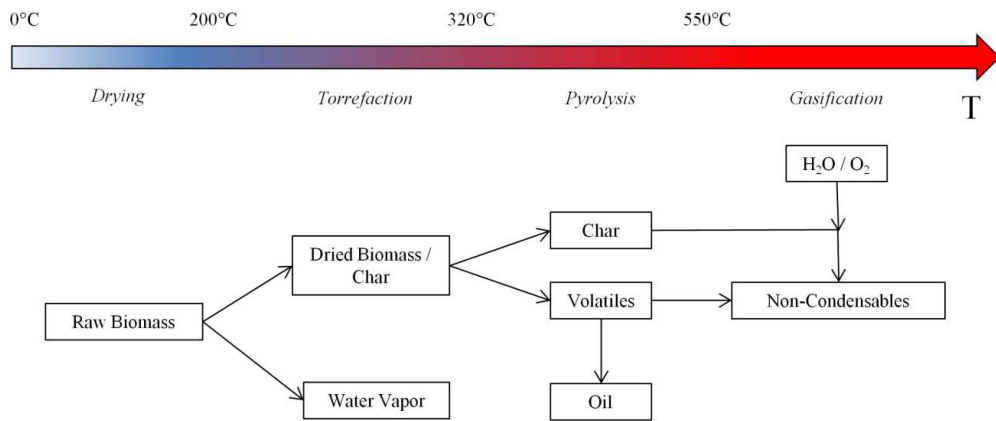 0°C 200°C 320°C 550°C
Drying Torrefaction Pyrolysis Gasification
T
H₂O / O₂
Char
Dried Biomass /
Char
Volatiles
Non-Condensables
Raw Biomass
Water Vapor
Oil